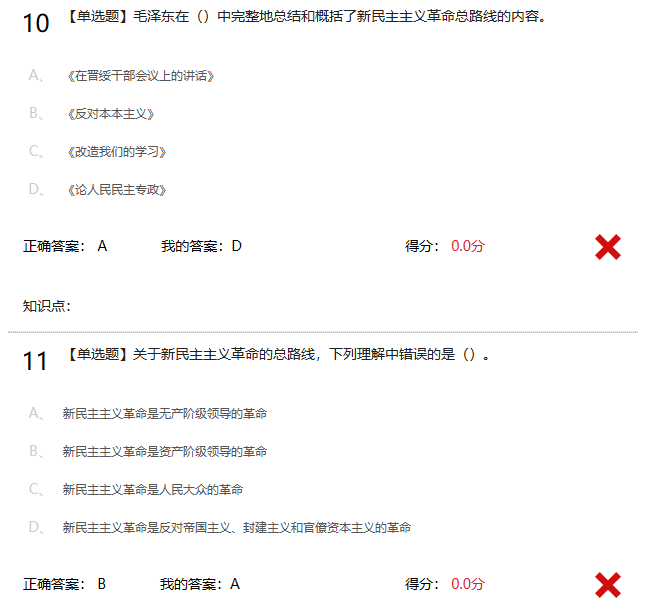 10 【单选题】毛泽东在（）中完整地总结和概括了新民主主义革命总路线的内容。
A、 《在晋绥干部会议上的讲话》
B、 《反对本本主义》
C、 《改造我们的学习》
D、 《论人民民主专政》
正确答案： A 我的答案：D 得分： 0.0分
知识点：
11 【单选题】关于新民主主义革命的总路线，下列理解中错误的是（）。
A、 新民主主义革命是无产阶级领导的革命
B、 新民主主义革命是资产阶级领导的革命
C、 新民主主义革命是人民大众的革命
D、 新民主主义革命是反对帝国主义、封建主义和官僚资本主义的革命
正确答案： B 我的答案：A 得分： 0.0分